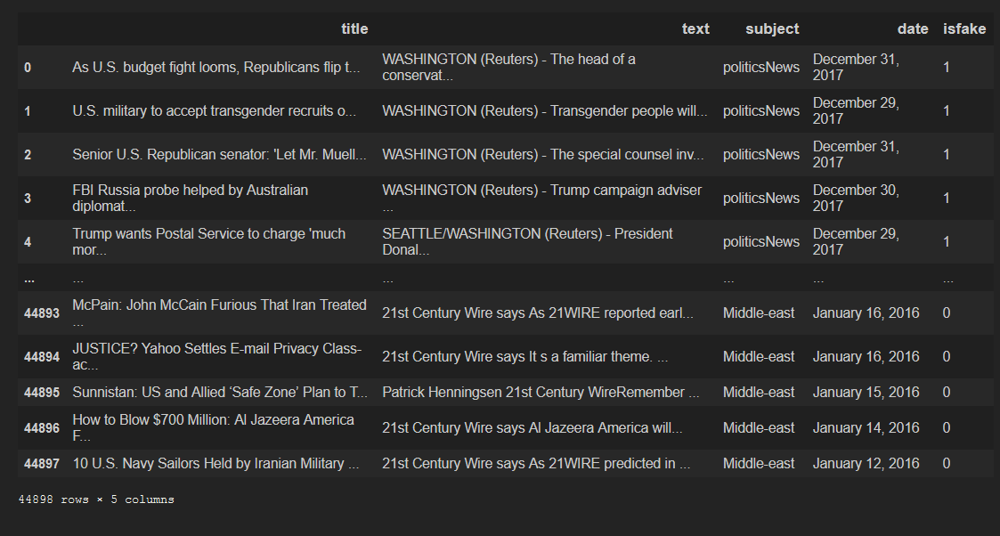 title text subject date isfake
0 As U.S. budget fight looms, Republicans flip t... WASHINGTON (Reuters) - The head of a conservat... politicsNews December 31, 2017 1
1 U.S. military to accept transgender recruits o... WASHINGTON (Reuters) - Transgender people will... politicsNews December 29, 2017 1
2 Senior U.S. Republican senator: 'Let Mr. Muell... WASHINGTON (Reuters) - The special counsel inv... politicsNews December 31, 2017 1
3 FBI Russia probe helped by Australian diplomat... WASHINGTON (Reuters) - Trump campaign adviser ... politicsNews December 30, 2017 1
4 Trump wants Postal Service to charge 'much mor... SEATTLE/WASHINGTON (Reuters) - President Donal... politicsNews December 29, 2017 1
... ... ... ... ... ...
44893 McPain: John McCain Furious That Iran Treated ... 21st Century Wire says As 21WIRE reported earl... Middle-east January 16, 2016 0
44894 JUSTICE? Yahoo Settles E-mail Privacy Class-ac... 21st Century Wire says It s a familiar theme. ... Middle-east January 16, 2016 0
44895 Sunnistan: US and Allied ‘Safe Zone’ Plan to T... Patrick Henningsen 21st Century WireRemember ... Middle-east January 15, 2016 0
44896 How to Blow $700 Million: Al Jazeera America F... 21st Century Wire says Al Jazeera America will... Middle-east January 14, 2016 0
44897 10 U.S. Navy Sailors Held by Iranian Military ... 21st Century Wire says As 21WIRE predicted in ... Middle-east January 12, 2016 0
44898 rows × 5 columns